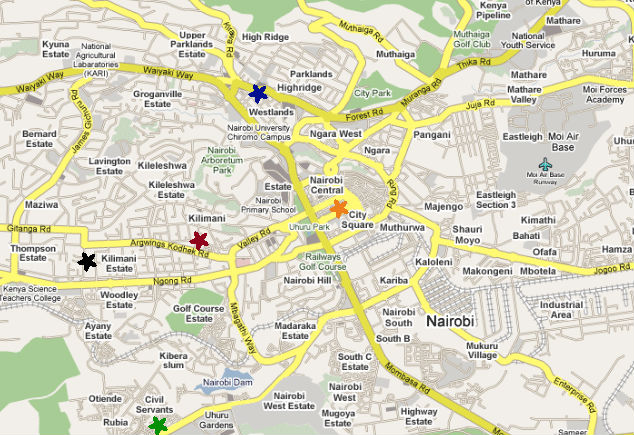 of Kenya
Kenya
Pipeline
Mathare
Muthaiga Rd
Muthaiga
Golf Club
National
Youth Service
Huruma
Kyuna
Estate
National
Agricultural
Labaratories
(KARI)
Upper
Parklands
Estate
High Ridge
Muthaiga
Thika Rd
Waiyaki Way
Waiyaki Way
Parklands
Highridge
City Park
Muranga Rd
Mathare
Mathare
Valley
Moi Forces
Academy
Groganville
Estate
Westlands
Forest Rd
Juja Rd
James Gichuru Rd
Bernard
Estate
Nairobi University
Chiromo Campus
Ngara West
Pangani
Eastleigh
Moi Air
Base
Lavington
Estate
Kileleshwa
Nairobi
Arboretum
Park
Ngara
Moi Air Base
Runway
Kileleshwa
Estate
Estate
Nairobi
Central
Ring Rd
Eastleigh
Section 3
Maziwa
Kilimani
Nairobi
Primary School
City
Square
Majengo
Kimathi
Gitanga Rd
Valley Rd
Uhuru Park
Muthurwa
Shauri
Moyo
Bahati
Thompson
Estate
Argwings Kodhek Rd
Kilimani
Estate
Railways
Golf Course
Kaloleni
Ofafa
Hamza
Makongeni
Mbotela
Jogoo Rd
Kenya Science
Teachers College
Ngong Rd
Nairobi Hill
Kariba
Woodley
Estate
Golf Course
Estate
Mbagathi Way
Industrial
Area
Ayany
Estate
Madaraka
Estate
Nairobi
South
Nairobi
Kibera
slum
South B
Mukuru
Village
South C
Estate
Mombasa Rd
Nairobi Dam
Enterprise Rd
Otiende
Civil
Servants
Nairobi
West Estate
Nairobi
West
Rubia
Uhuru
Gardens
Mugoya
Estate
Highway
Estate
Sameer